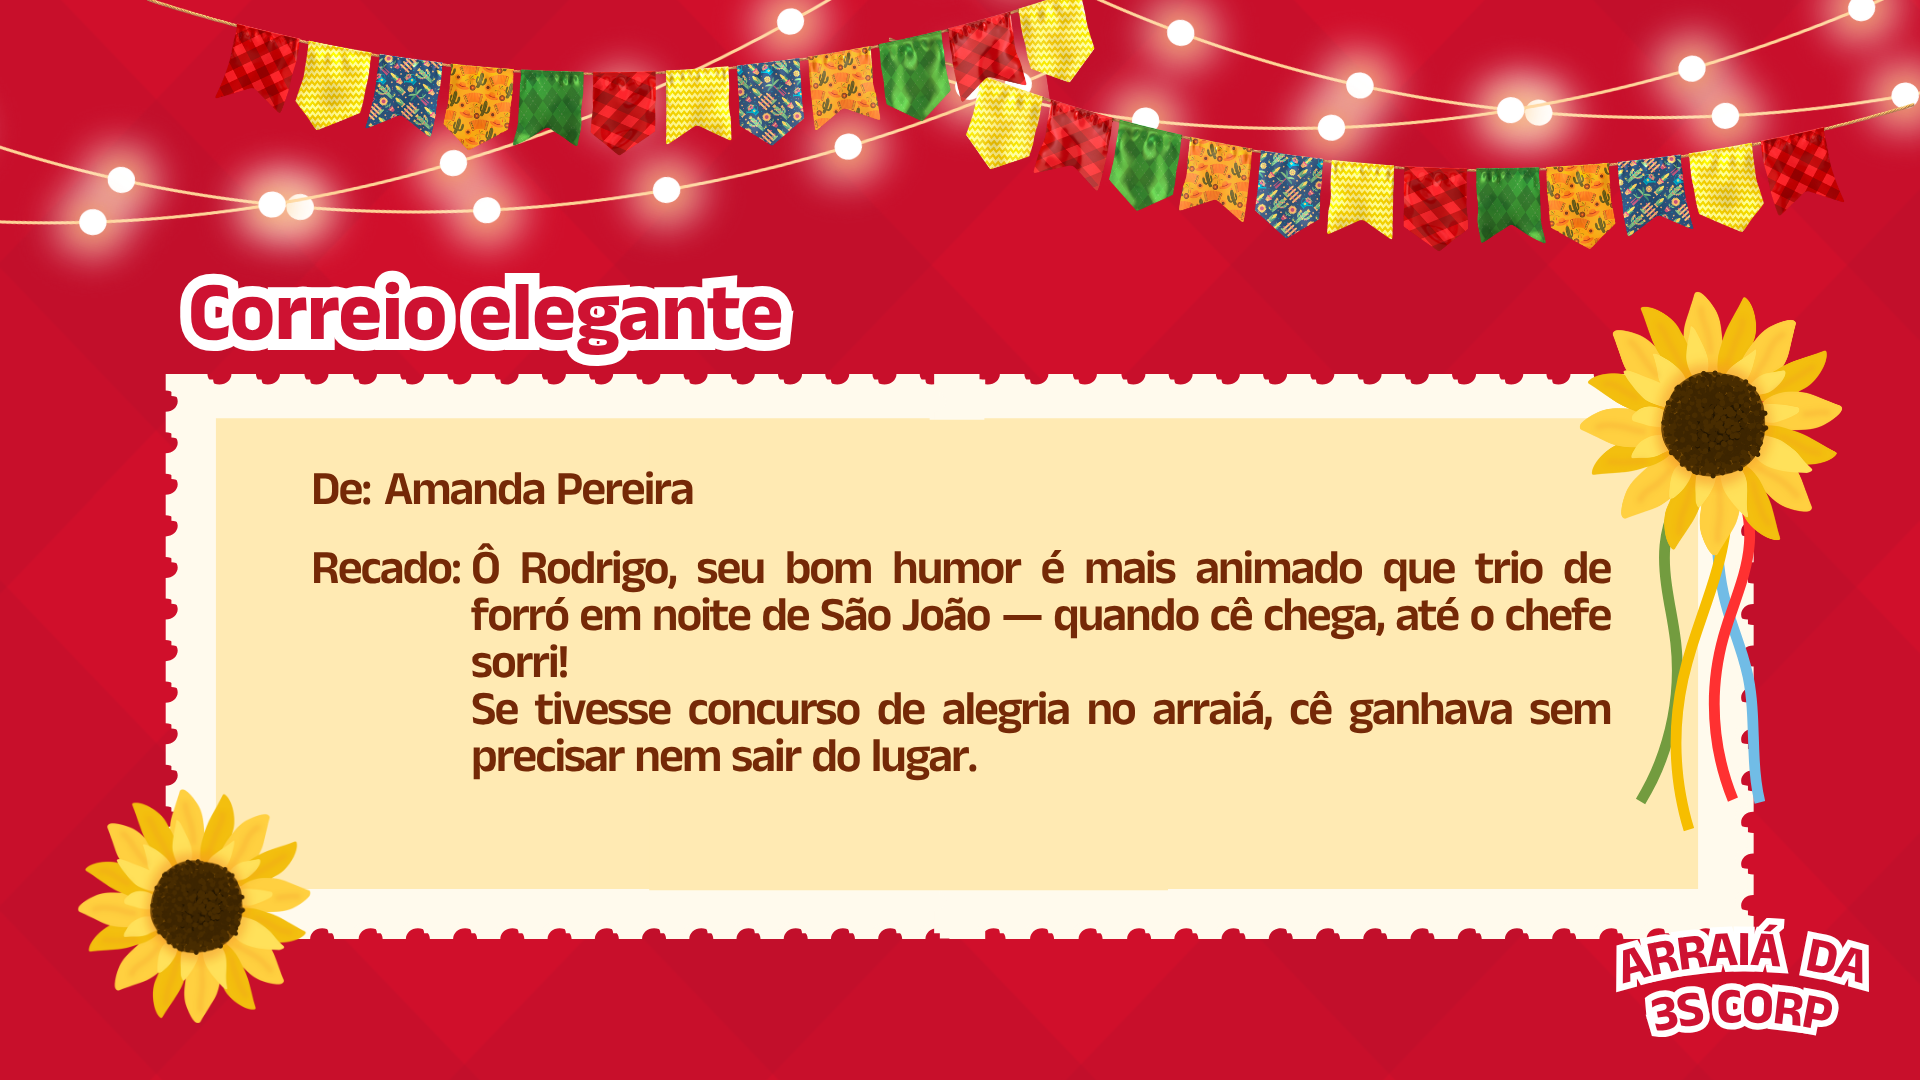 Correio elegante
De: Amanda Pereira
Recado: Ô Rodrigo, seu bom humor é mais animado que trio de
forró em noite de São João — quando cê chega, até o chefe
sorri!
Se tivesse concurso de alegria no arraiá, cê ganhava sem
precisar nem sair do lugar.
ARRAIÁ DA
3S CORP